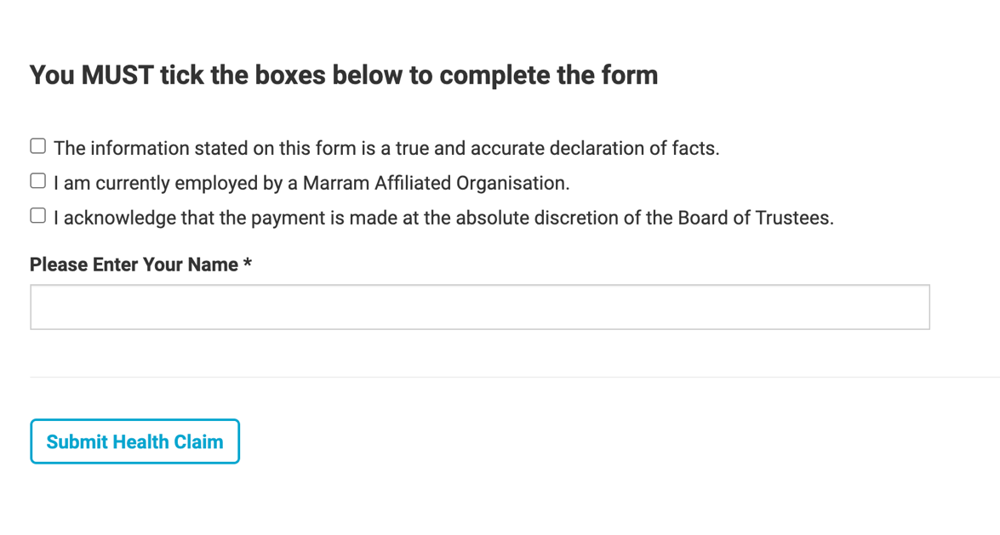 You MUST tick the boxes below to complete the form
The information stated on this form is a true and accurate declaration of facts.
I am currently employed by a Marram Affiliated Organisation.
I acknowledge that the payment is made at the absolute discretion of the Board of Trustees.
Please Enter Your Name *
Submit Health Claim